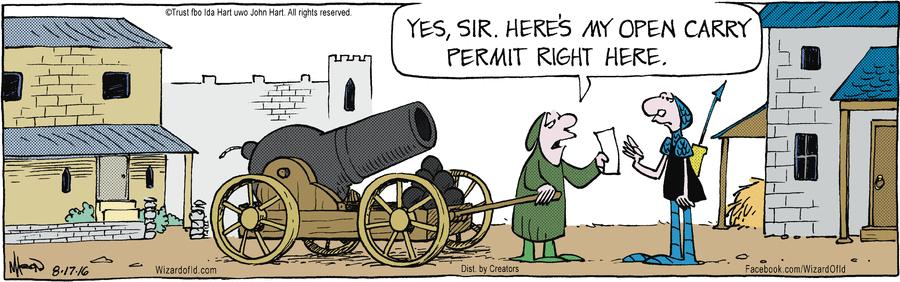 ©Trust fbo Ida Hart uwo John Hart. All rights reserved.
YES, SIR. HERE'S MY OPEN CARRY
PERMIT RIGHT HERE.
8-17-16
Wizardofid.com
Dist. by Creators
Facebook.com/WizardOfId